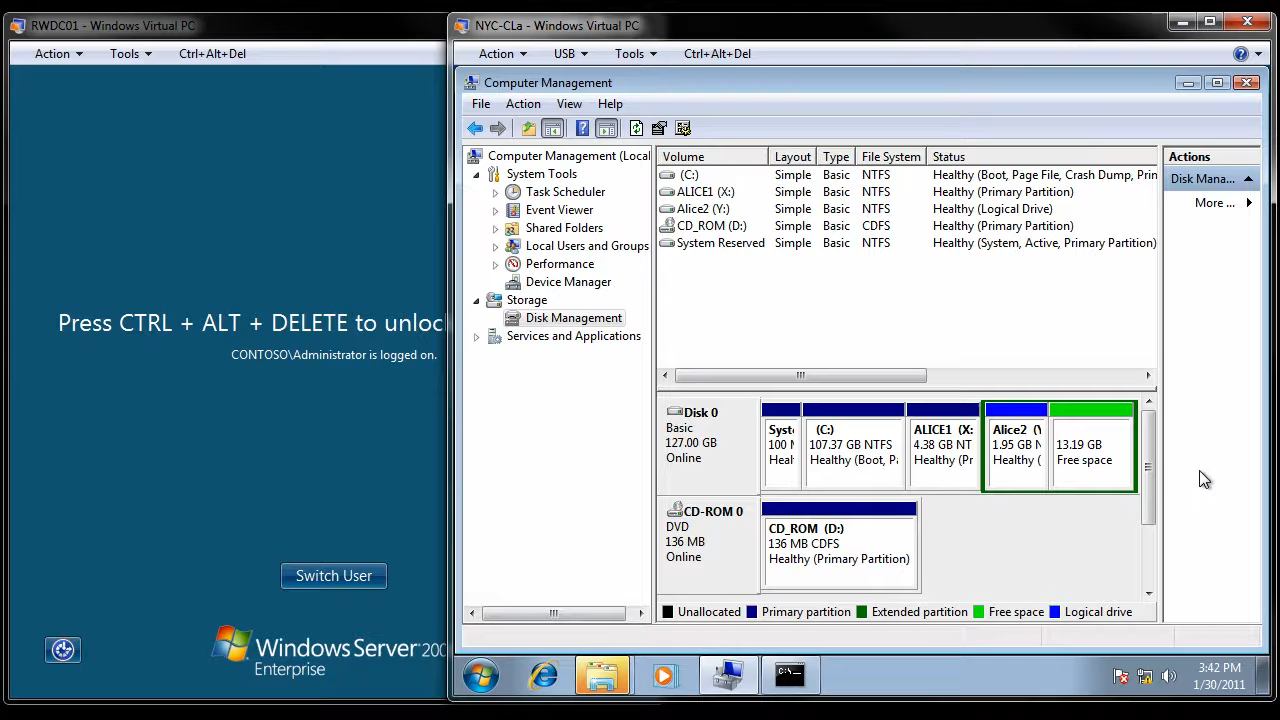 RWDC01 - Windows Virtual PC
Action Tools Ctrl+Alt+Del
Press CTRL + ALT + DELETE to unloc
CONTOSO\Administrator is logged on.
Switch User
Windows Server 200
Enterprise
NYC-CLa - Windows Virtual PC
Action USB Tools Ctrl+Alt+Del
Computer Management
File Action View Help
Computer Management (Local
System Tools
Task Scheduler
Event Viewer
Shared Folders
Local Users and Groups
Performance
Device Manager
Storage
Disk Management
Services and Applications
Volume Layout Type File System Status
(C:) Simple Basic NTFS Healthy (Boot, Page File, Crash Dump, Prin
ALICE1 (X:) Simple Basic NTFS Healthy (Primary Partition)
Alice2 (Y:) Simple Basic NTFS Healthy (Logical Drive)
CD_ROM (D:) Simple Basic CDFS Healthy (Primary Partition)
System Reserved Simple Basic NTFS Healthy (System, Active, Primary Partition)
Disk 0
Basic
127.00 GB
Online
Syst
100 M
Heal
(C:)
107.37 GB NTFS
Healthy (Boot, P
ALICE1 (X:
4.38 GB NT
Healthy (Pr
Alice2 (Y
1.95 GB N
Healthy (
13.19 GB
Free space
CD-ROM 0
DVD
136 MB
Online
CD_ROM (D:)
136 MB CDFS
Healthy (Primary Partition)
Unallocated Primary partition Extended partition Free space Logical drive
Actions
Disk Mana...
More ...
3:42 PM
1/30/2011